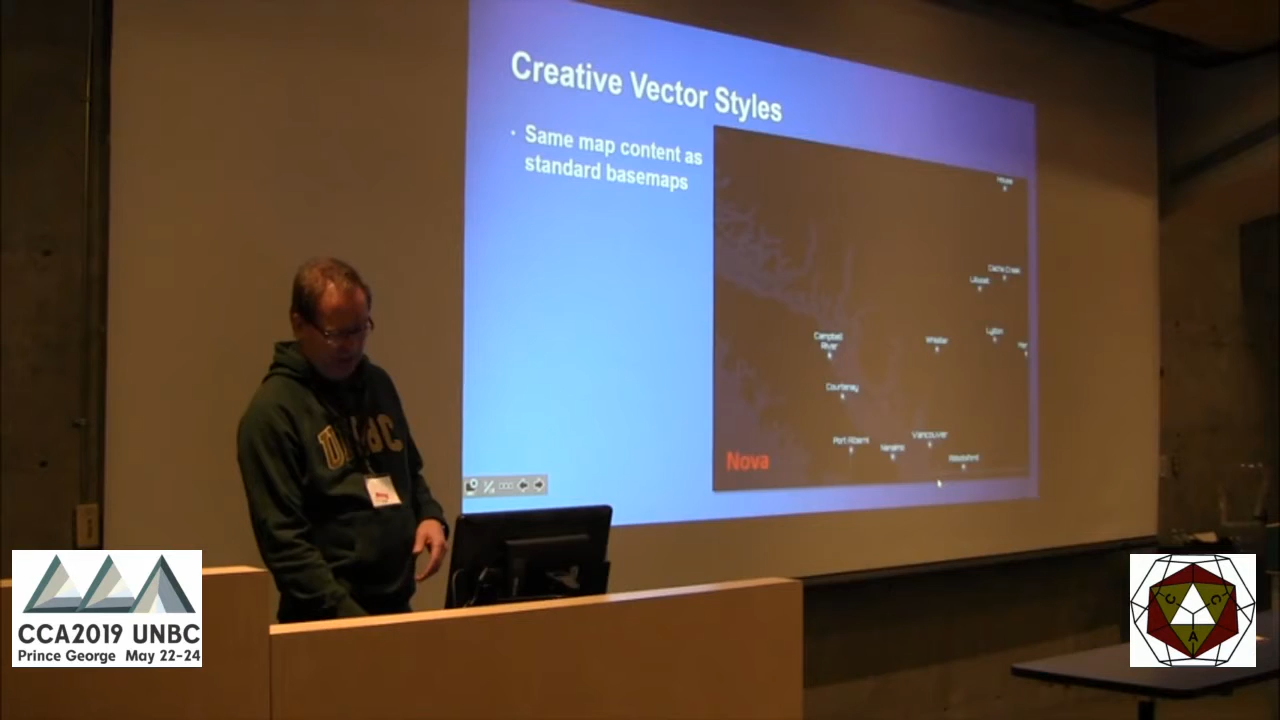 Creative Vector Styles
· Same map content as
standard basemaps
Cache Creek
Lillooet
Lytton
Campbell
River
Whistler
Courtenay
Port Alberni
Vancouver
Nanaimo
Abbotsford
Nova
UNBC
CCA2019 UNBC
Prince George May 22-24
C
C
A